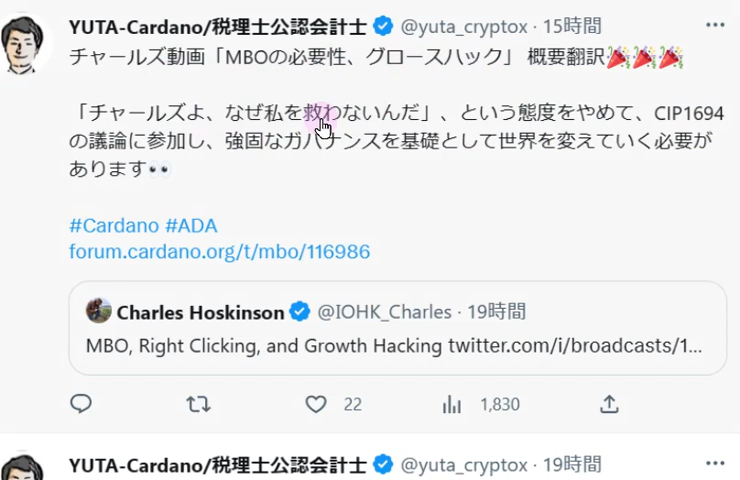 YUTA-Cardano/税理士公認会計士 @yuta_cryptox · 15時間
チャールズ動画「MBOの必要性、グロースハック」 概要翻訳🎉🎉🎉
「チャールズよ、なぜ私を救わないんだ」、という態度をやめて、CIP1694
の議論に参加し、強固なガバナンスを基礎として世界を変えていく必要が
あります👀
#Cardano #ADA
forum.cardano.org/t/mbo/116986
Charles Hoskinson @IOHK_Charles · 19時間
MBO, Right Clicking, and Growth Hacking twitter.com/i/broadcasts/1...
22 1,830
YUTA-Cardano/税理士公認会計士 @yuta_cryptox · 19時間